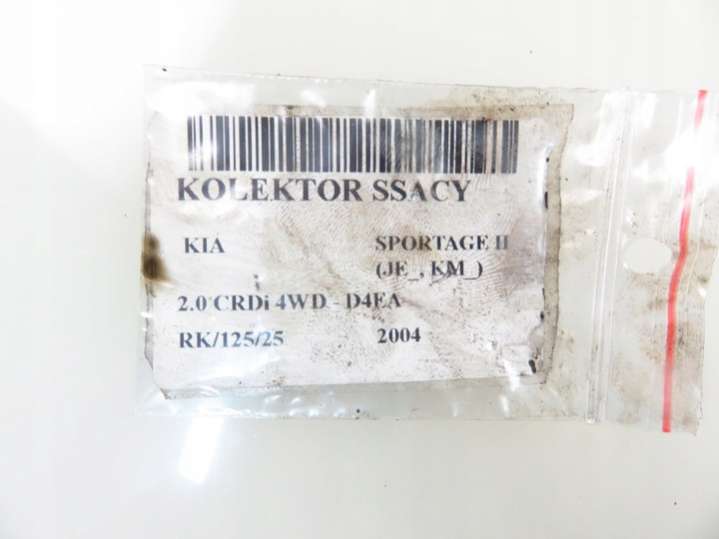 KOLEKTOR SSACY
KIA SPORTAGE II
(JE_, KM_)
2.0 CRDi 4WD - D4EA
RK/125/25 2004